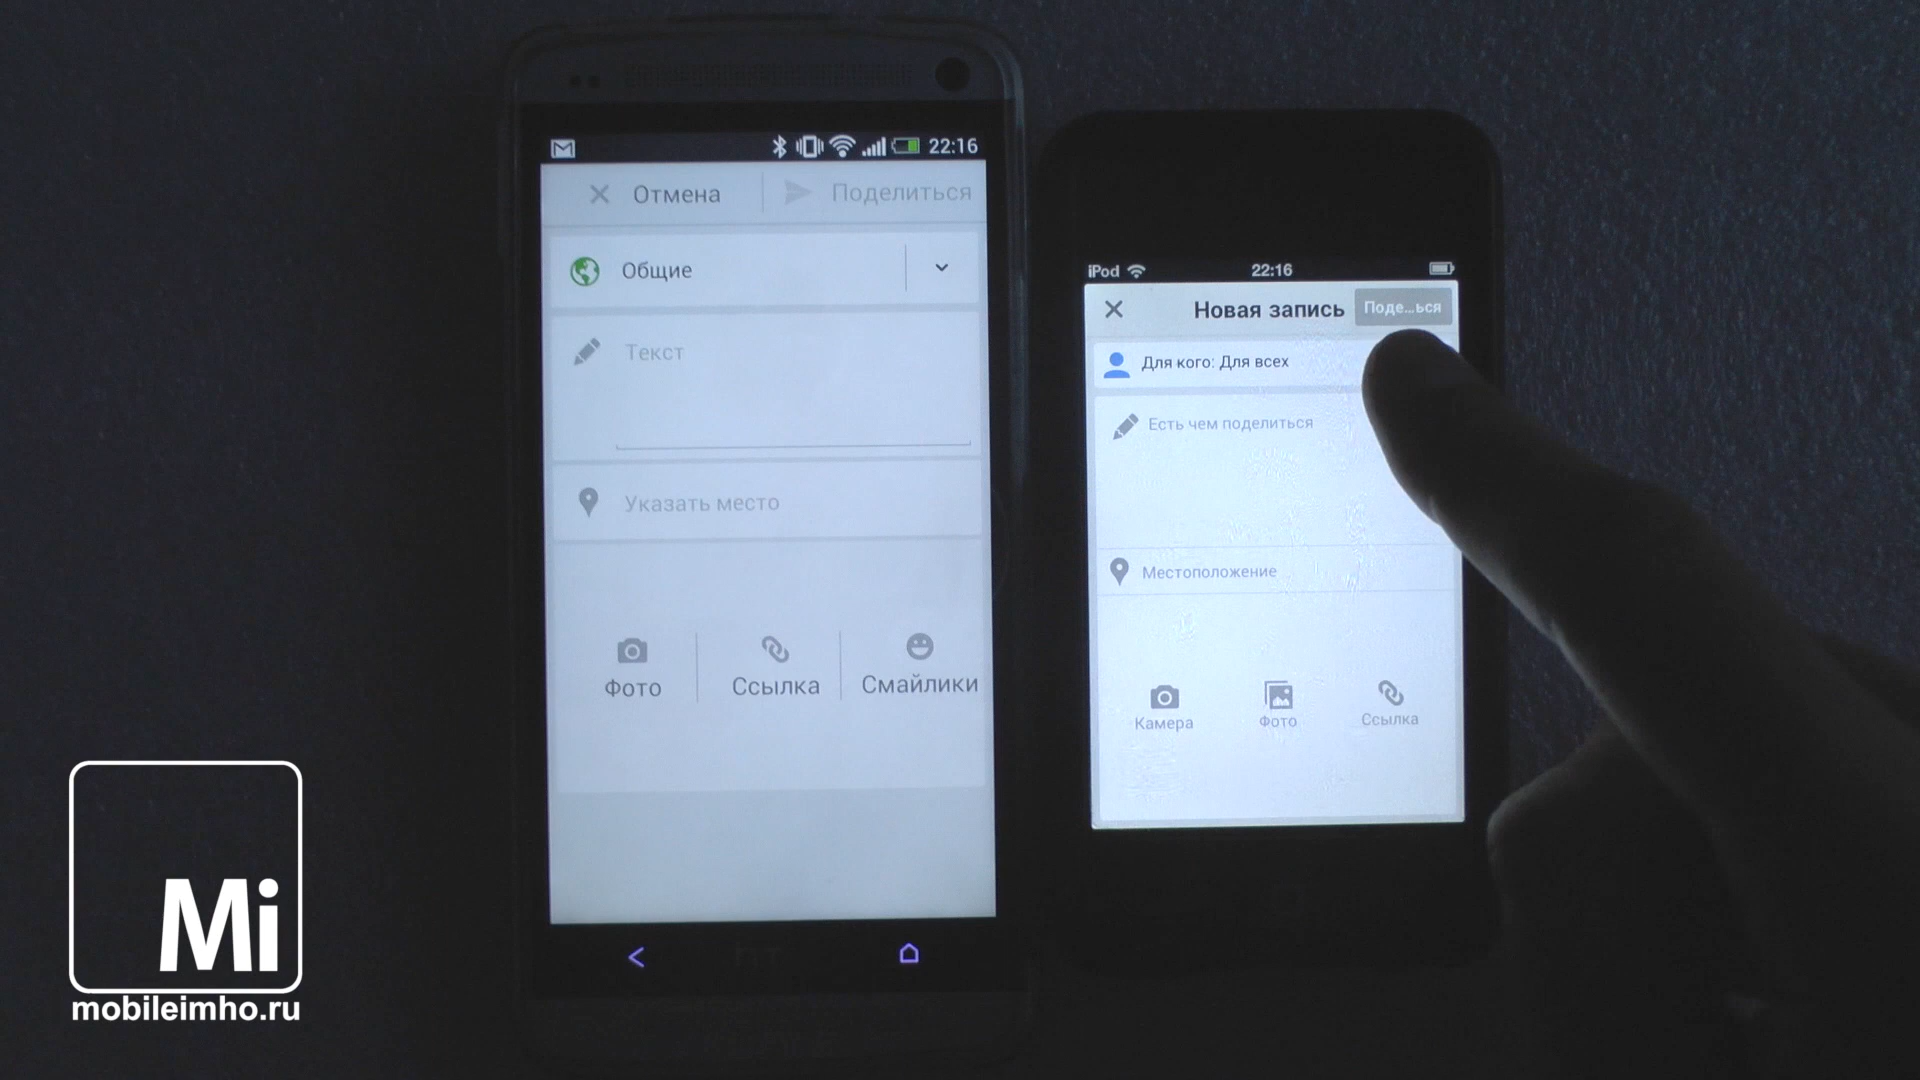 22:16
Отмена
Поделиться
Общие
Текст
Указать место
Фото
Ссылка
Смайлики
iPod
22:16
Новая запись
Поде...ься
Для кого: Для всех
Есть чем поделиться
Местоположение
Камера
Фото
Ссылка
Mi
mobileimho.ru